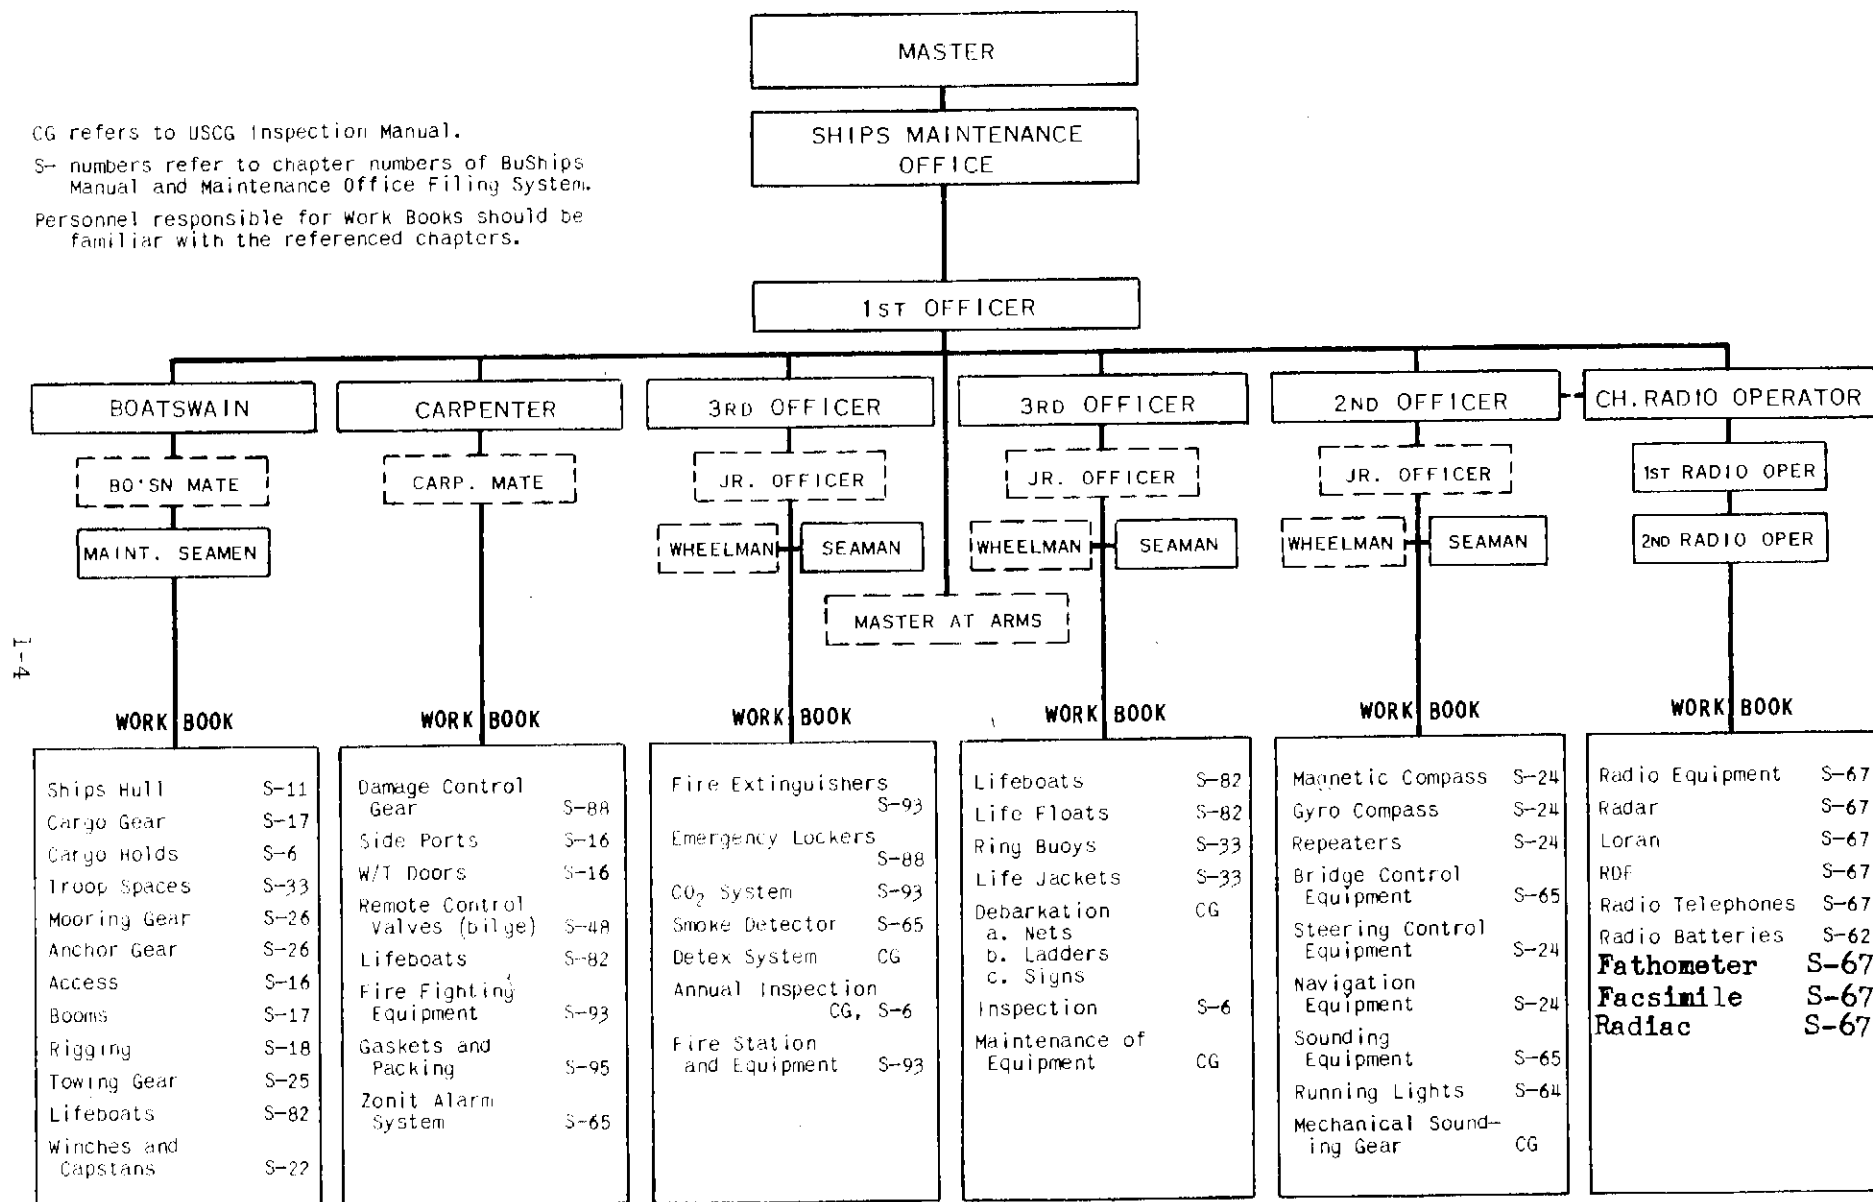 MASTER
CG refers to USCG Inspection Manual.
S- numbers refer to chapter numbers of BuShips
Manual and Maintenance Office Filing System.
Personnel responsible for Work Books should be
familiar with the referenced chapters.
SHIPS MAINTENANCE
OFFICE
1ST OFFICER
BOATSWAIN
CARPENTER
3RD OFFICER
3RD OFFICER
2ND OFFICER
CH. RADIO OPERATOR
BO'SN MATE
CARP. MATE
JR. OFFICER
JR. OFFICER
JR. OFFICER
1ST RADIO OPER
MAINT. SEAMEN
WHEELMAN
SEAMAN
WHEELMAN
SEAMAN
WHEELMAN
SEAMAN
2ND RADIO OPER
MASTER AT ARMS
1-4
WORK BOOK
Ships Hull S-11
Cargo Gear S-17
Cargo Holds S-6
Troop Spaces S-33
Mooring Gear S-26
Anchor Gear S-26
Access S-16
Booms S-17
Rigging S-18
Towing Gear S-25
Lifeboats S-82
Winches and
Capstans S-22
WORK BOOK
Damage Control
Gear S-88
Side Ports S-16
W/T Doors S-16
Remote Control
Valves (bilge) S-48
Lifeboats S-82
Fire Fighting
Equipment S-93
Gaskets and
Packing S-95
Zonit Alarm
System S-65
WORK BOOK
Fire Extinguishers
S-93
Emergency Lockers
S-88
CO₂ System S-93
Smoke Detector S-65
Detex System CG
Annual Inspection
CG, S-6
Fire Station
and Equipment S-93
WORK BOOK
Lifeboats S-82
Life Floats S-82
Ring Buoys S-33
Life Jackets S-33
Debarkation CG
a. Nets
b. Ladders
c. Signs
Inspection S-6
Maintenance of
Equipment CG
WORK BOOK
Magnetic Compass S-24
Gyro Compass S-24
Repeaters S-24
Bridge Control
Equipment S-65
Steering Control
Equipment S-24
Navigation
Equipment S-24
Sounding
Equipment S-65
Running Lights S-64
Mechanical Sound-
ing Gear CG
WORK BOOK
Radio Equipment S-67
Radar S-67
Loran S-67
RDF S-67
Radio Telephones S-67
Radio Batteries S-62
Fathometer S-67
Facsimile S-67
Radiac S-67